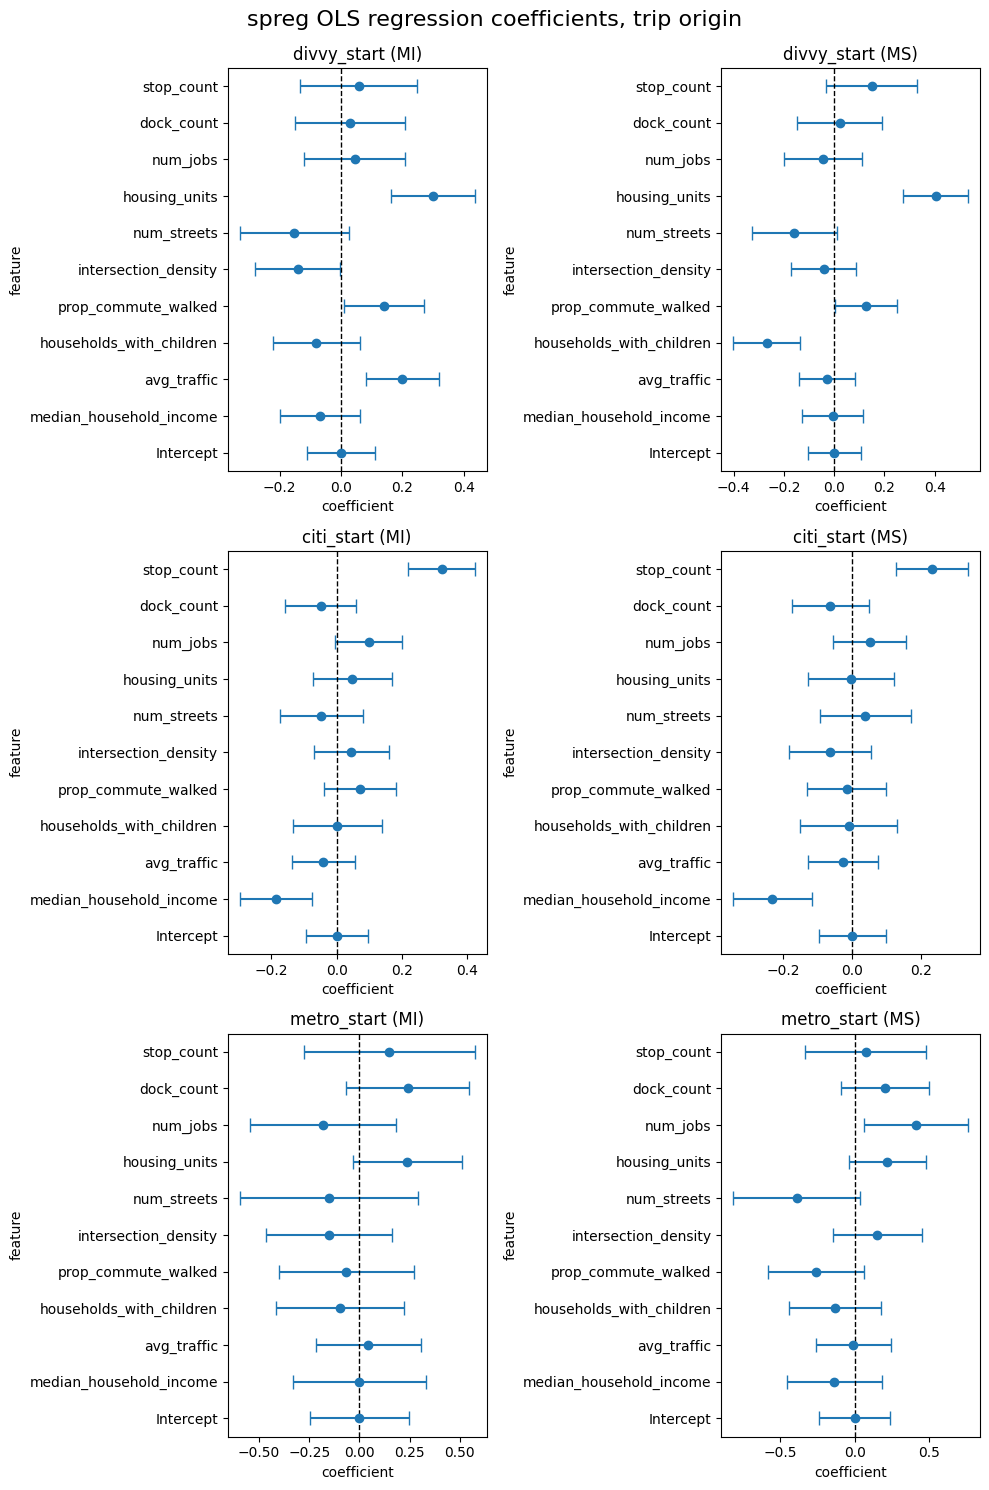 spreg OLS regression coefficients, trip origin
divvy_start (MI)
stop_count
dock_count
num_jobs
housing_units
num_streets
intersection_density
prop_commute_walked
households_with_children
avg_traffic
median_household_income
Intercept
feature
−0.2 0.0 0.2 0.4
coefficient
divvy_start (MS)
stop_count
dock_count
num_jobs
housing_units
num_streets
intersection_density
prop_commute_walked
households_with_children
avg_traffic
median_household_income
Intercept
feature
−0.4 −0.2 0.0 0.2 0.4
coefficient
citi_start (MI)
stop_count
dock_count
num_jobs
housing_units
num_streets
intersection_density
prop_commute_walked
households_with_children
avg_traffic
median_household_income
Intercept
feature
−0.2 0.0 0.2 0.4
coefficient
citi_start (MS)
stop_count
dock_count
num_jobs
housing_units
num_streets
intersection_density
prop_commute_walked
households_with_children
avg_traffic
median_household_income
Intercept
feature
−0.2 0.0 0.2
coefficient
metro_start (MI)
stop_count
dock_count
num_jobs
housing_units
num_streets
intersection_density
prop_commute_walked
households_with_children
avg_traffic
median_household_income
Intercept
feature
−0.50 −0.25 0.00 0.25 0.50
coefficient
metro_start (MS)
stop_count
dock_count
num_jobs
housing_units
num_streets
intersection_density
prop_commute_walked
households_with_children
avg_traffic
median_household_income
Intercept
feature
−0.5 0.0 0.5
coefficient